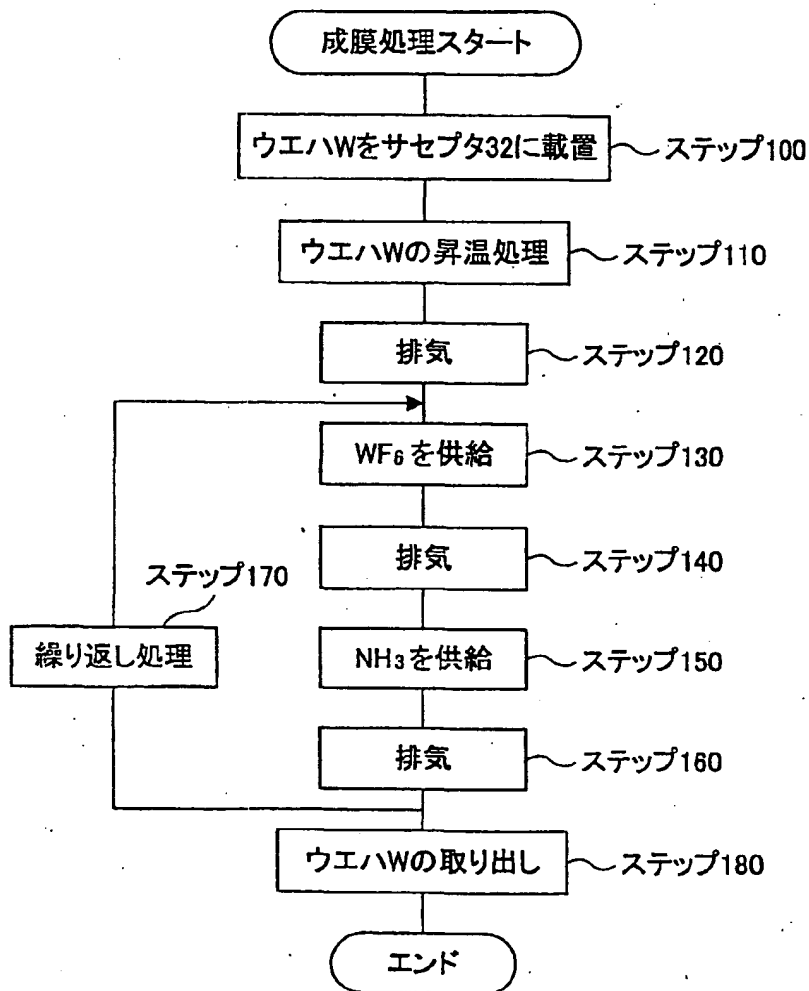 成膜処理スタート
ウエハWをサセプタ32に載置 ステップ100
ウエハWの昇温処理 ステップ110
排気 ステップ120
WF₆を供給 ステップ130
排気 ステップ140
ステップ170
繰り返し処理
NH₃を供給 ステップ150
排気 ステップ160
ウエハWの取り出し ステップ180
エンド